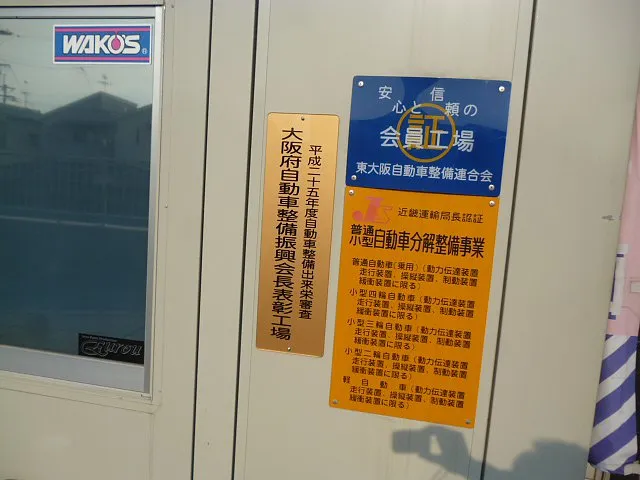 WAKO'S
平成二十五年度自動車整備出来栄審査
大阪府自動車整備振興会長表彰工場
安心と信頼の
証
会員工場
東大阪自動車整備連合会
近畿運輸局長認証
普通
小型
自動車分解整備事業
普通自動車(乗用)(動力伝達装置
走行装置、操縦装置、制動装置
緩衝装置に限る)
小型四輪自動車(動力伝達装置
走行装置、操縦装置、制動装置
緩衝装置に限る)
小型三輪自動車(動力伝達装置
走行装置、操縦装置、制動装置
緩衝装置に限る)
小型二輪自動車(動力伝達装置
走行装置、操縦装置、制動装置
緩衝装置に限る)
軽自動車(動力伝達装置
走行装置、操縦装置、制動装置
緩衝装置に限る)